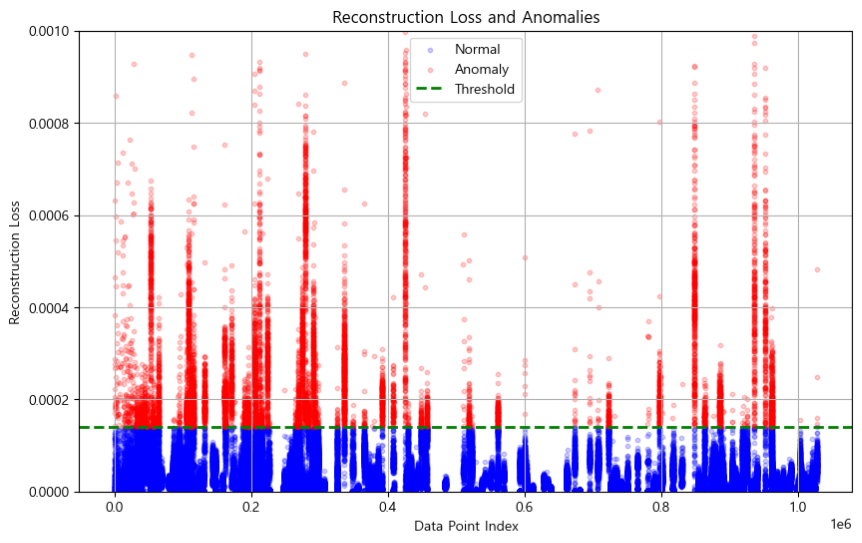 Reconstruction Loss and Anomalies
0.0010
0.0008
0.0006
0.0004
0.0002
0.0000
Reconstruction Loss
Normal
Anomaly
Threshold
0.0
0.2
0.4
0.6
0.8
1.0
1e6
Data Point Index